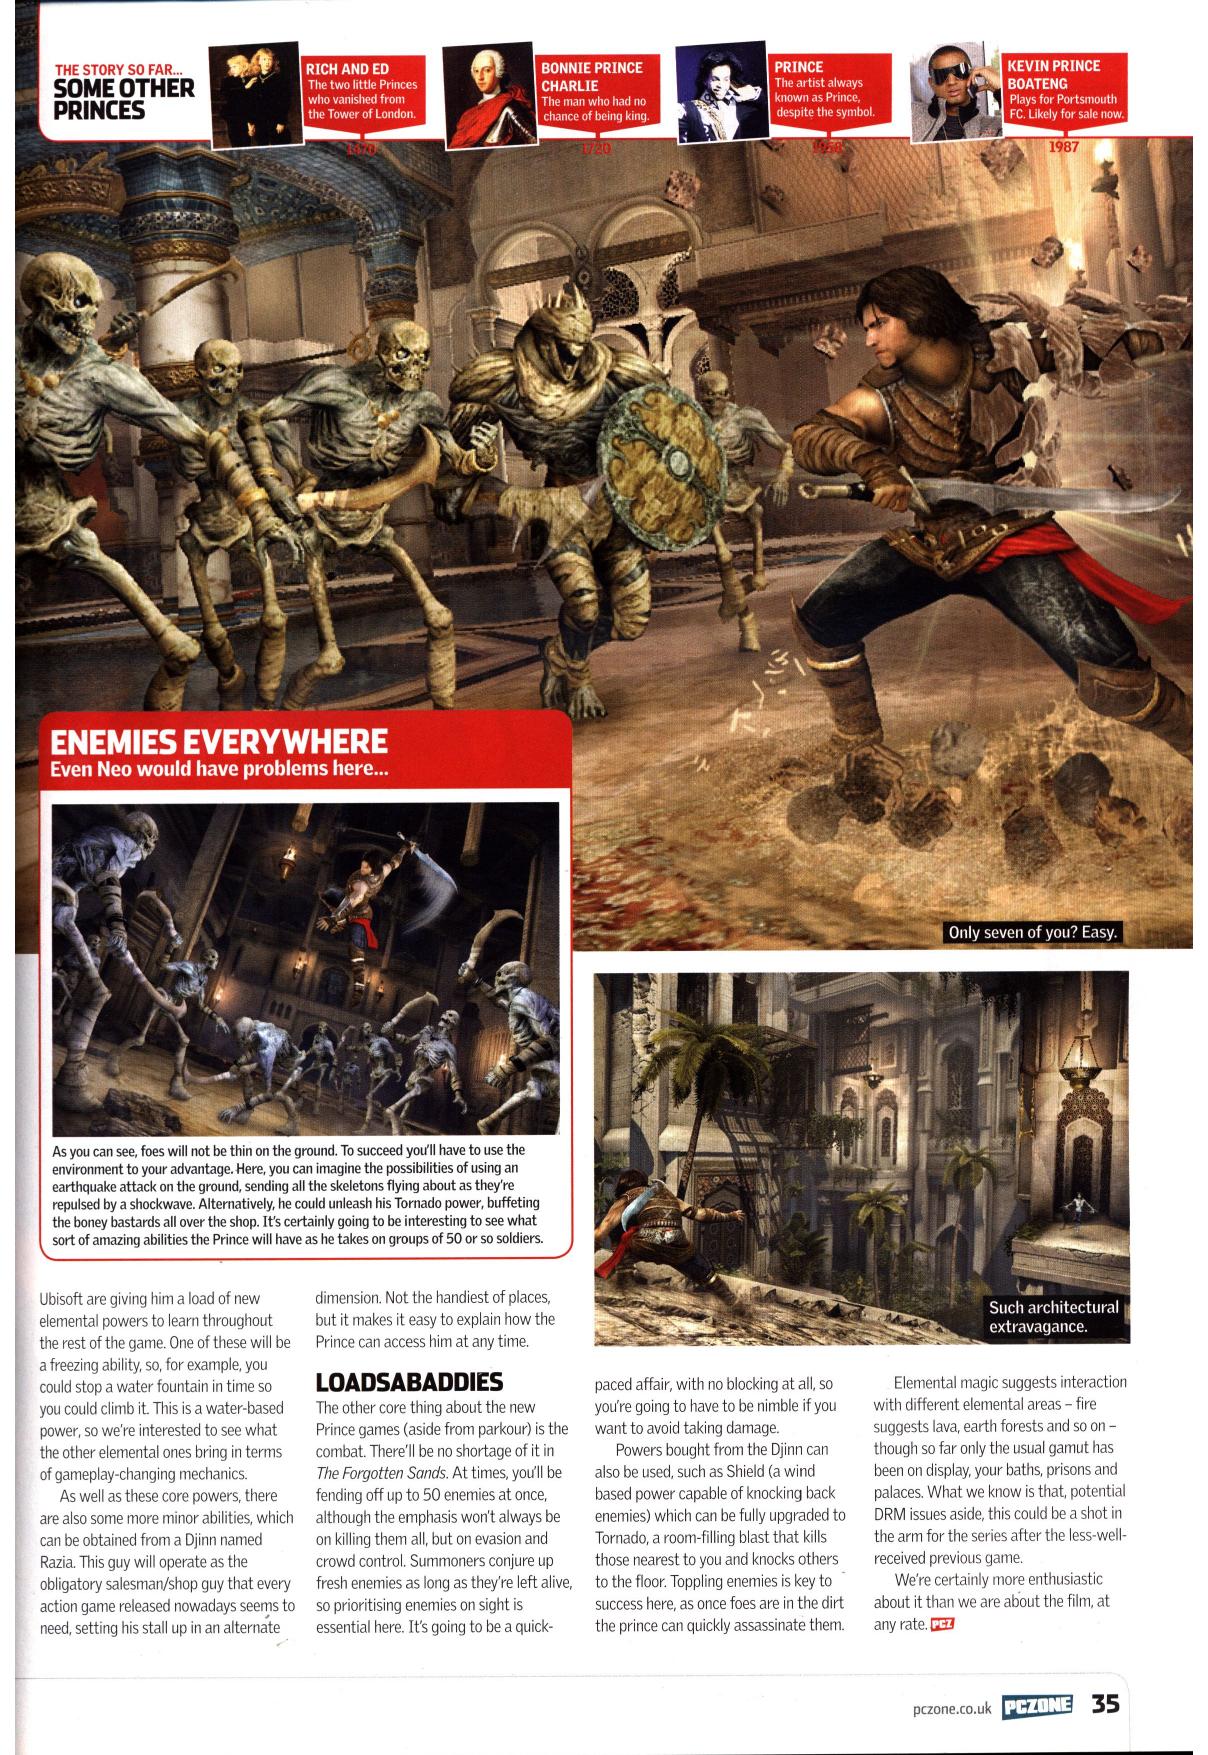 THE STORY SO FAR...
SOME OTHER
PRINCES
RICH AND ED
The two little Princes
who vanished from
the Tower of London.
1470
BONNIE PRINCE
CHARLIE
The man who had no
chance of being king.
1720
PRINCE
The artist always
known as Prince,
despite the symbol.
1958
KEVIN PRINCE
BOATENG
Plays for Portsmouth
FC. Likely for sale now.
1987
Only seven of you? Easy.
ENEMIES EVERYWHERE
Even Neo would have problems here...
As you can see, foes will not be thin on the ground. To succeed you'll have to use the
environment to your advantage. Here, you can imagine the possibilities of using an
earthquake attack on the ground, sending all the skeletons flying about as they're
repulsed by a shockwave. Alternatively, he could unleash his Tornado power, buffeting
the boney bastards all over the shop. It's certainly going to be interesting to see what
sort of amazing abilities the Prince will have as he takes on groups of 50 or so soldiers.
Such architectural
extravagance.
Ubisoft are giving him a load of new
elemental powers to learn throughout
the rest of the game. One of these will be
a freezing ability, so, for example, you
could stop a water fountain in time so
you could climb it. This is a water-based
power, so we're interested to see what
the other elemental ones bring in terms
of gameplay-changing mechanics.
As well as these core powers, there
are also some more minor abilities, which
can be obtained from a Djinn named
Razia. This guy will operate as the
obligatory salesman/shop guy that every
action game released nowadays seems to
need, setting his stall up in an alternate
dimension. Not the handiest of places,
but it makes it easy to explain how the
Prince can access him at any time.
LOADSABADDIES
The other core thing about the new
Prince games (aside from parkour) is the
combat. There'll be no shortage of it in
The Forgotten Sands. At times, you'll be
fending off up to 50 enemies at once,
although the emphasis won't always be
on killing them all, but on evasion and
crowd control. Summoners conjure up
fresh enemies as long as they're left alive,
so prioritising enemies on sight is
essential here. It's going to be a quick-
paced affair, with no blocking at all, so
you're going to have to be nimble if you
want to avoid taking damage.
Powers bought from the Djinn can
also be used, such as Shield (a wind
based power capable of knocking back
enemies) which can be fully upgraded to
Tornado, a room-filling blast that kills
those nearest to you and knocks others
to the floor. Toppling enemies is key to
success here, as once foes are in the dirt
the prince can quickly assassinate them.
Elemental magic suggests interaction
with different elemental areas – fire
suggests lava, earth forests and so on –
though so far only the usual gamut has
been on display, your baths, prisons and
palaces. What we know is that, potential
DRM issues aside, this could be a shot in
the arm for the series after the less-well-
received previous game.
We're certainly more enthusiastic
about it than we are about the film, at
any rate. PCZ
pczone.co.uk PCZONE 35